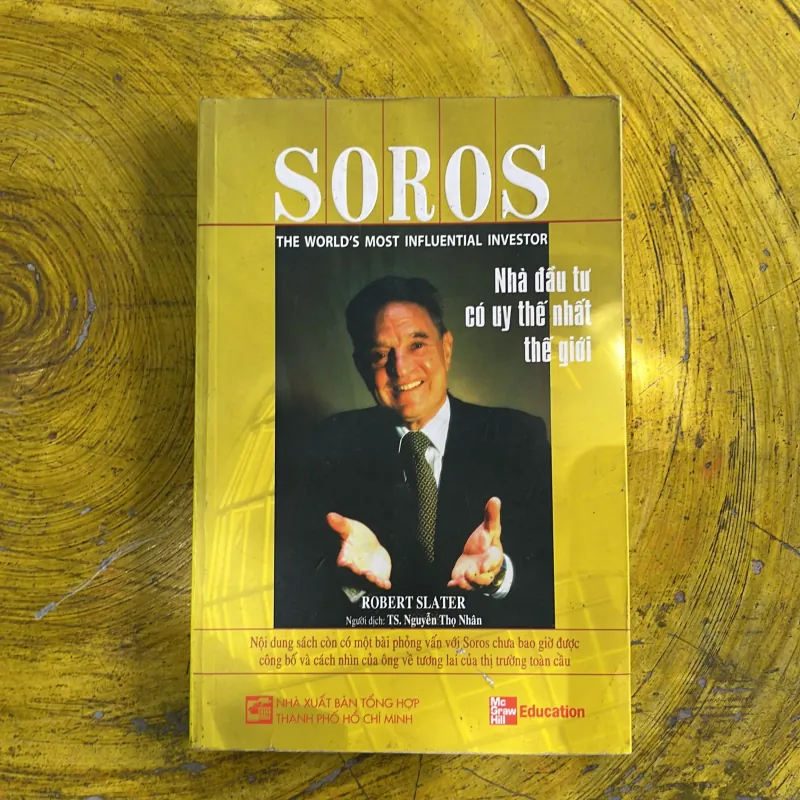 SOROS
THE WORLD'S MOST INFLUENTIAL INVESTOR
Nhà đầu tư
có uy thế nhất
thế giới
ROBERT SLATER
Người dịch: TS. Nguyễn Thọ Nhân
Nội dung sách còn có một bài phỏng vấn với Soros chưa bao giờ được
công bố và cách nhìn của ông về tương lai của thị trường toàn cầu
NHÀ XUẤT BẢN TỔNG HỢP
THÀNH PHỐ HỒ CHÍ MINH
Mc
Graw
Hill
Education